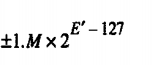 ±1.M × 2^{E' − 127}